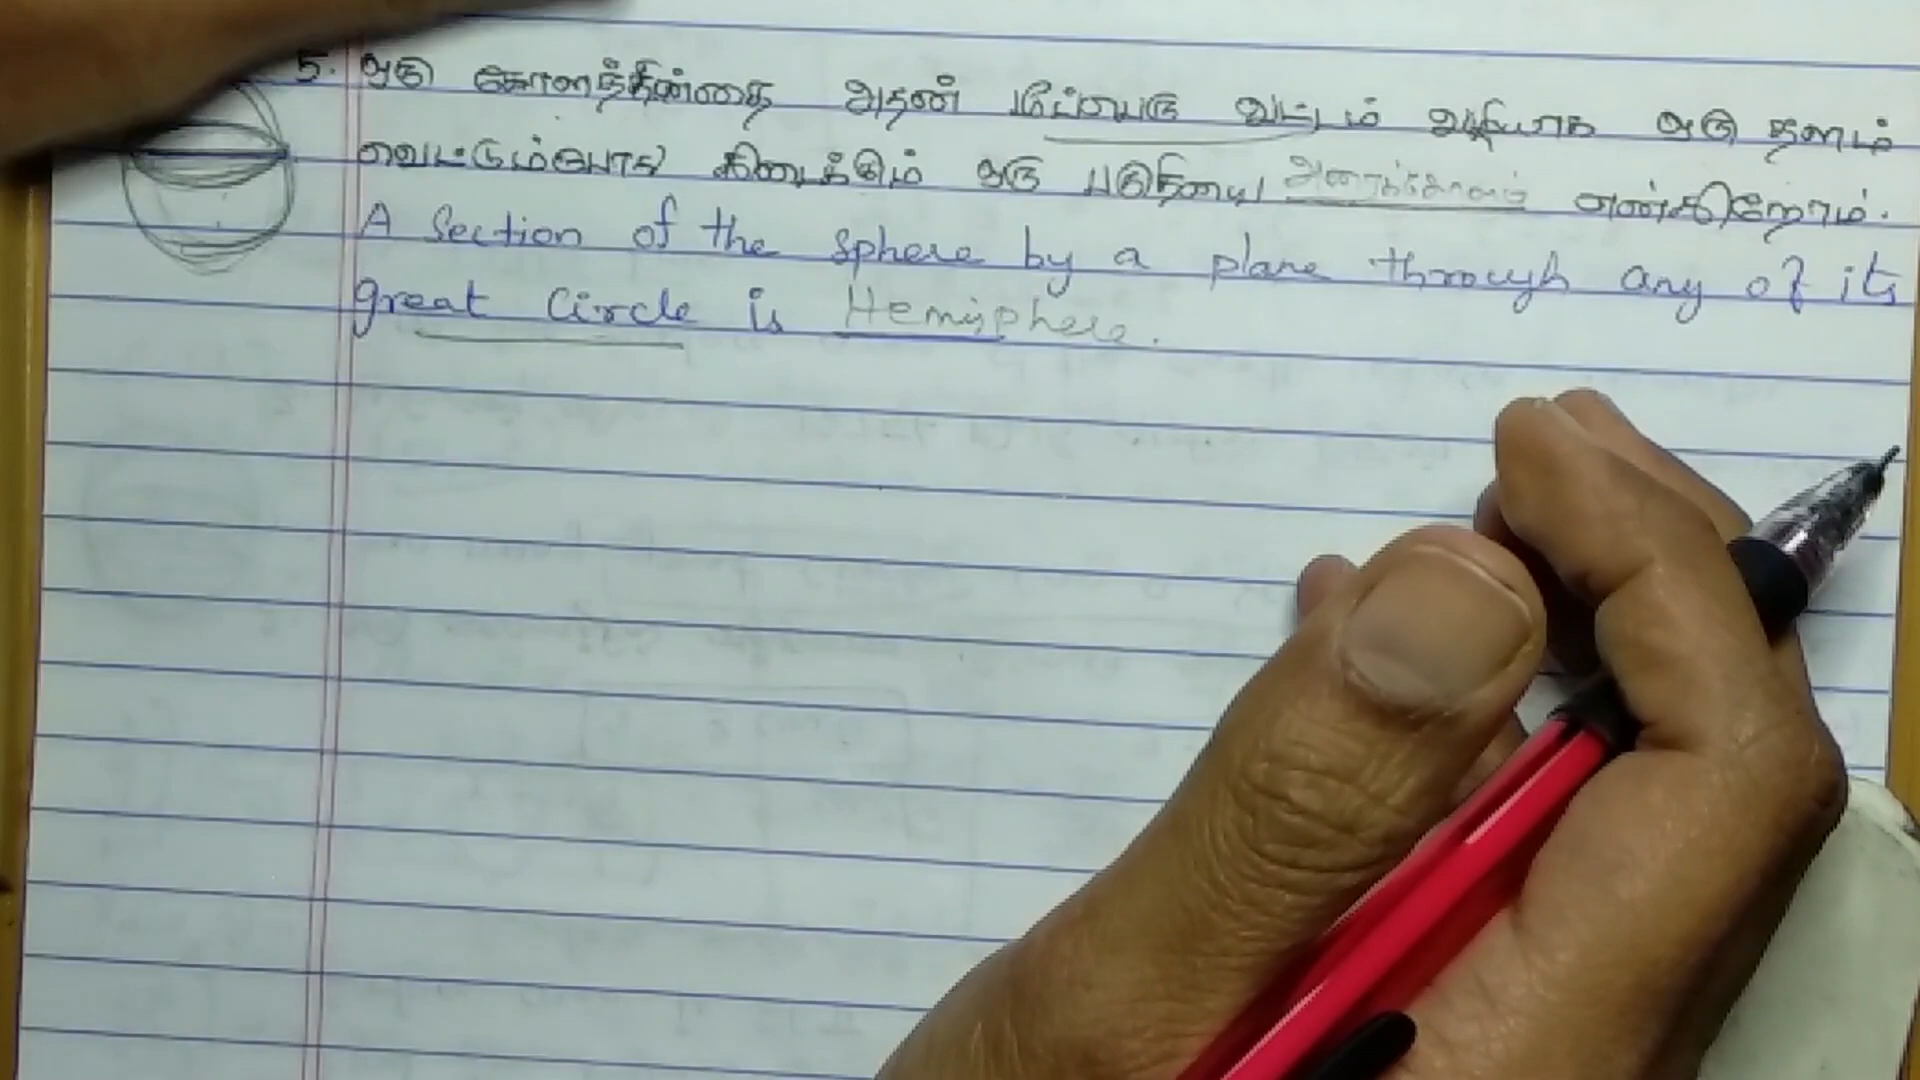 5. ஒரு கோளத்திண்மை அதன் மீப்பெரு வட்டம் வழியாக ஒரு தளம்
வெட்டும்போது கிடைக்கும் ஒரு பகுதியை அரைக்கோளம் என்கிறோம்.
A Section of the sphere by a plane through any of its
great Circle is Hemisphere.